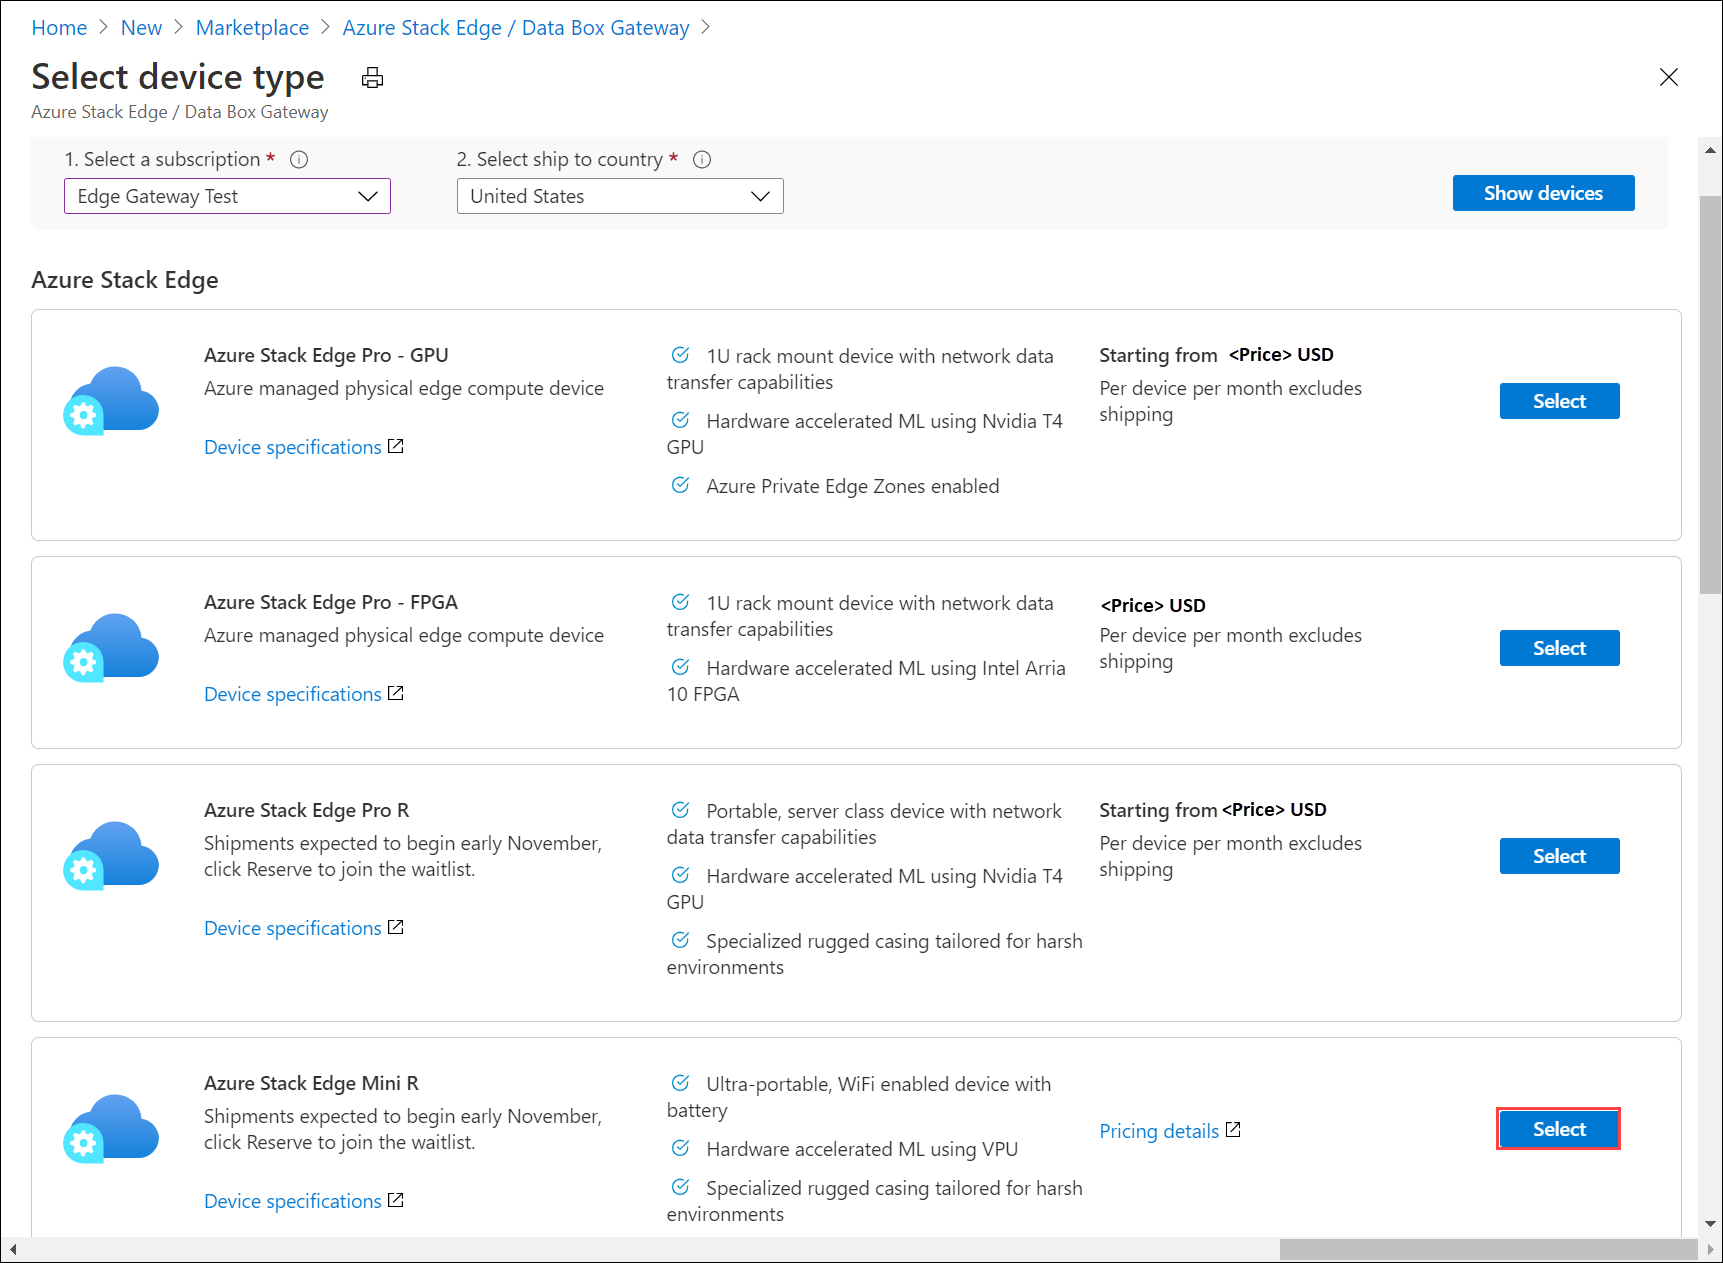 Home > New > Marketplace > Azure Stack Edge / Data Box Gateway >
Select device type
Azure Stack Edge / Data Box Gateway
1. Select a subscription *
2. Select ship to country *
Edge Gateway Test
United States
Show devices
Azure Stack Edge
Azure Stack Edge Pro - GPU
Azure managed physical edge compute device
Device specifications
1U rack mount device with network data
transfer capabilities
Hardware accelerated ML using Nvidia T4
GPU
Azure Private Edge Zones enabled
Starting from <Price> USD
Per device per month excludes
shipping
Select
Azure Stack Edge Pro - FPGA
Azure managed physical edge compute device
Device specifications
1U rack mount device with network data
transfer capabilities
Hardware accelerated ML using Intel Arria
10 FPGA
<Price> USD
Per device per month excludes
shipping
Select
Azure Stack Edge Pro R
Shipments expected to begin early November,
click Reserve to join the waitlist.
Device specifications
Portable, server class device with network
data transfer capabilities
Hardware accelerated ML using Nvidia T4
GPU
Specialized rugged casing tailored for harsh
environments
Starting from <Price> USD
Per device per month excludes
shipping
Select
Azure Stack Edge Mini R
Shipments expected to begin early November,
click Reserve to join the waitlist.
Device specifications
Ultra-portable, WiFi enabled device with
battery
Hardware accelerated ML using VPU
Specialized rugged casing tailored for harsh
environments
Pricing details
Select